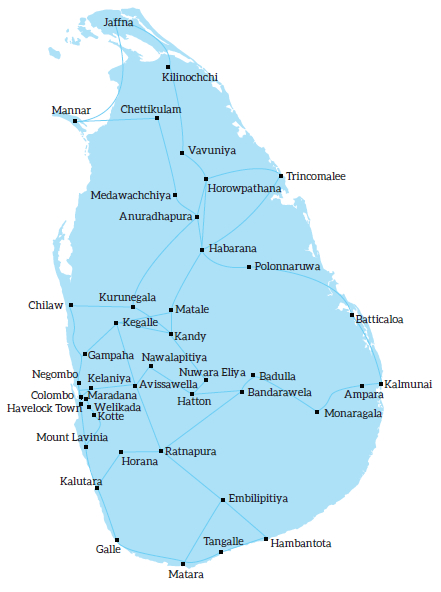 Jaffna
Kilinochchi
Mannar
Chettikulam
Vavuniya
Trincomalee
Horowpathana
Medawachchiya
Anuradhapura
Habarana
Polonnaruwa
Kurunegala
Chilaw
Matale
Batticaloa
Kegalle
Kandy
Gampaha
Nawalapitiya
Negombo
Kelaniya
Avissawella
Nuwara Eliya
Badulla
Kalmunai
Bandarawela
Ampara
Colombo
Maradana
Hatton
Havelock Town
Welikada
Monaragala
Kotte
Mount Lavinia
Ratnapura
Horana
Kalutara
Embilipitiya
Tangalle
Hambantota
Galle
Matara